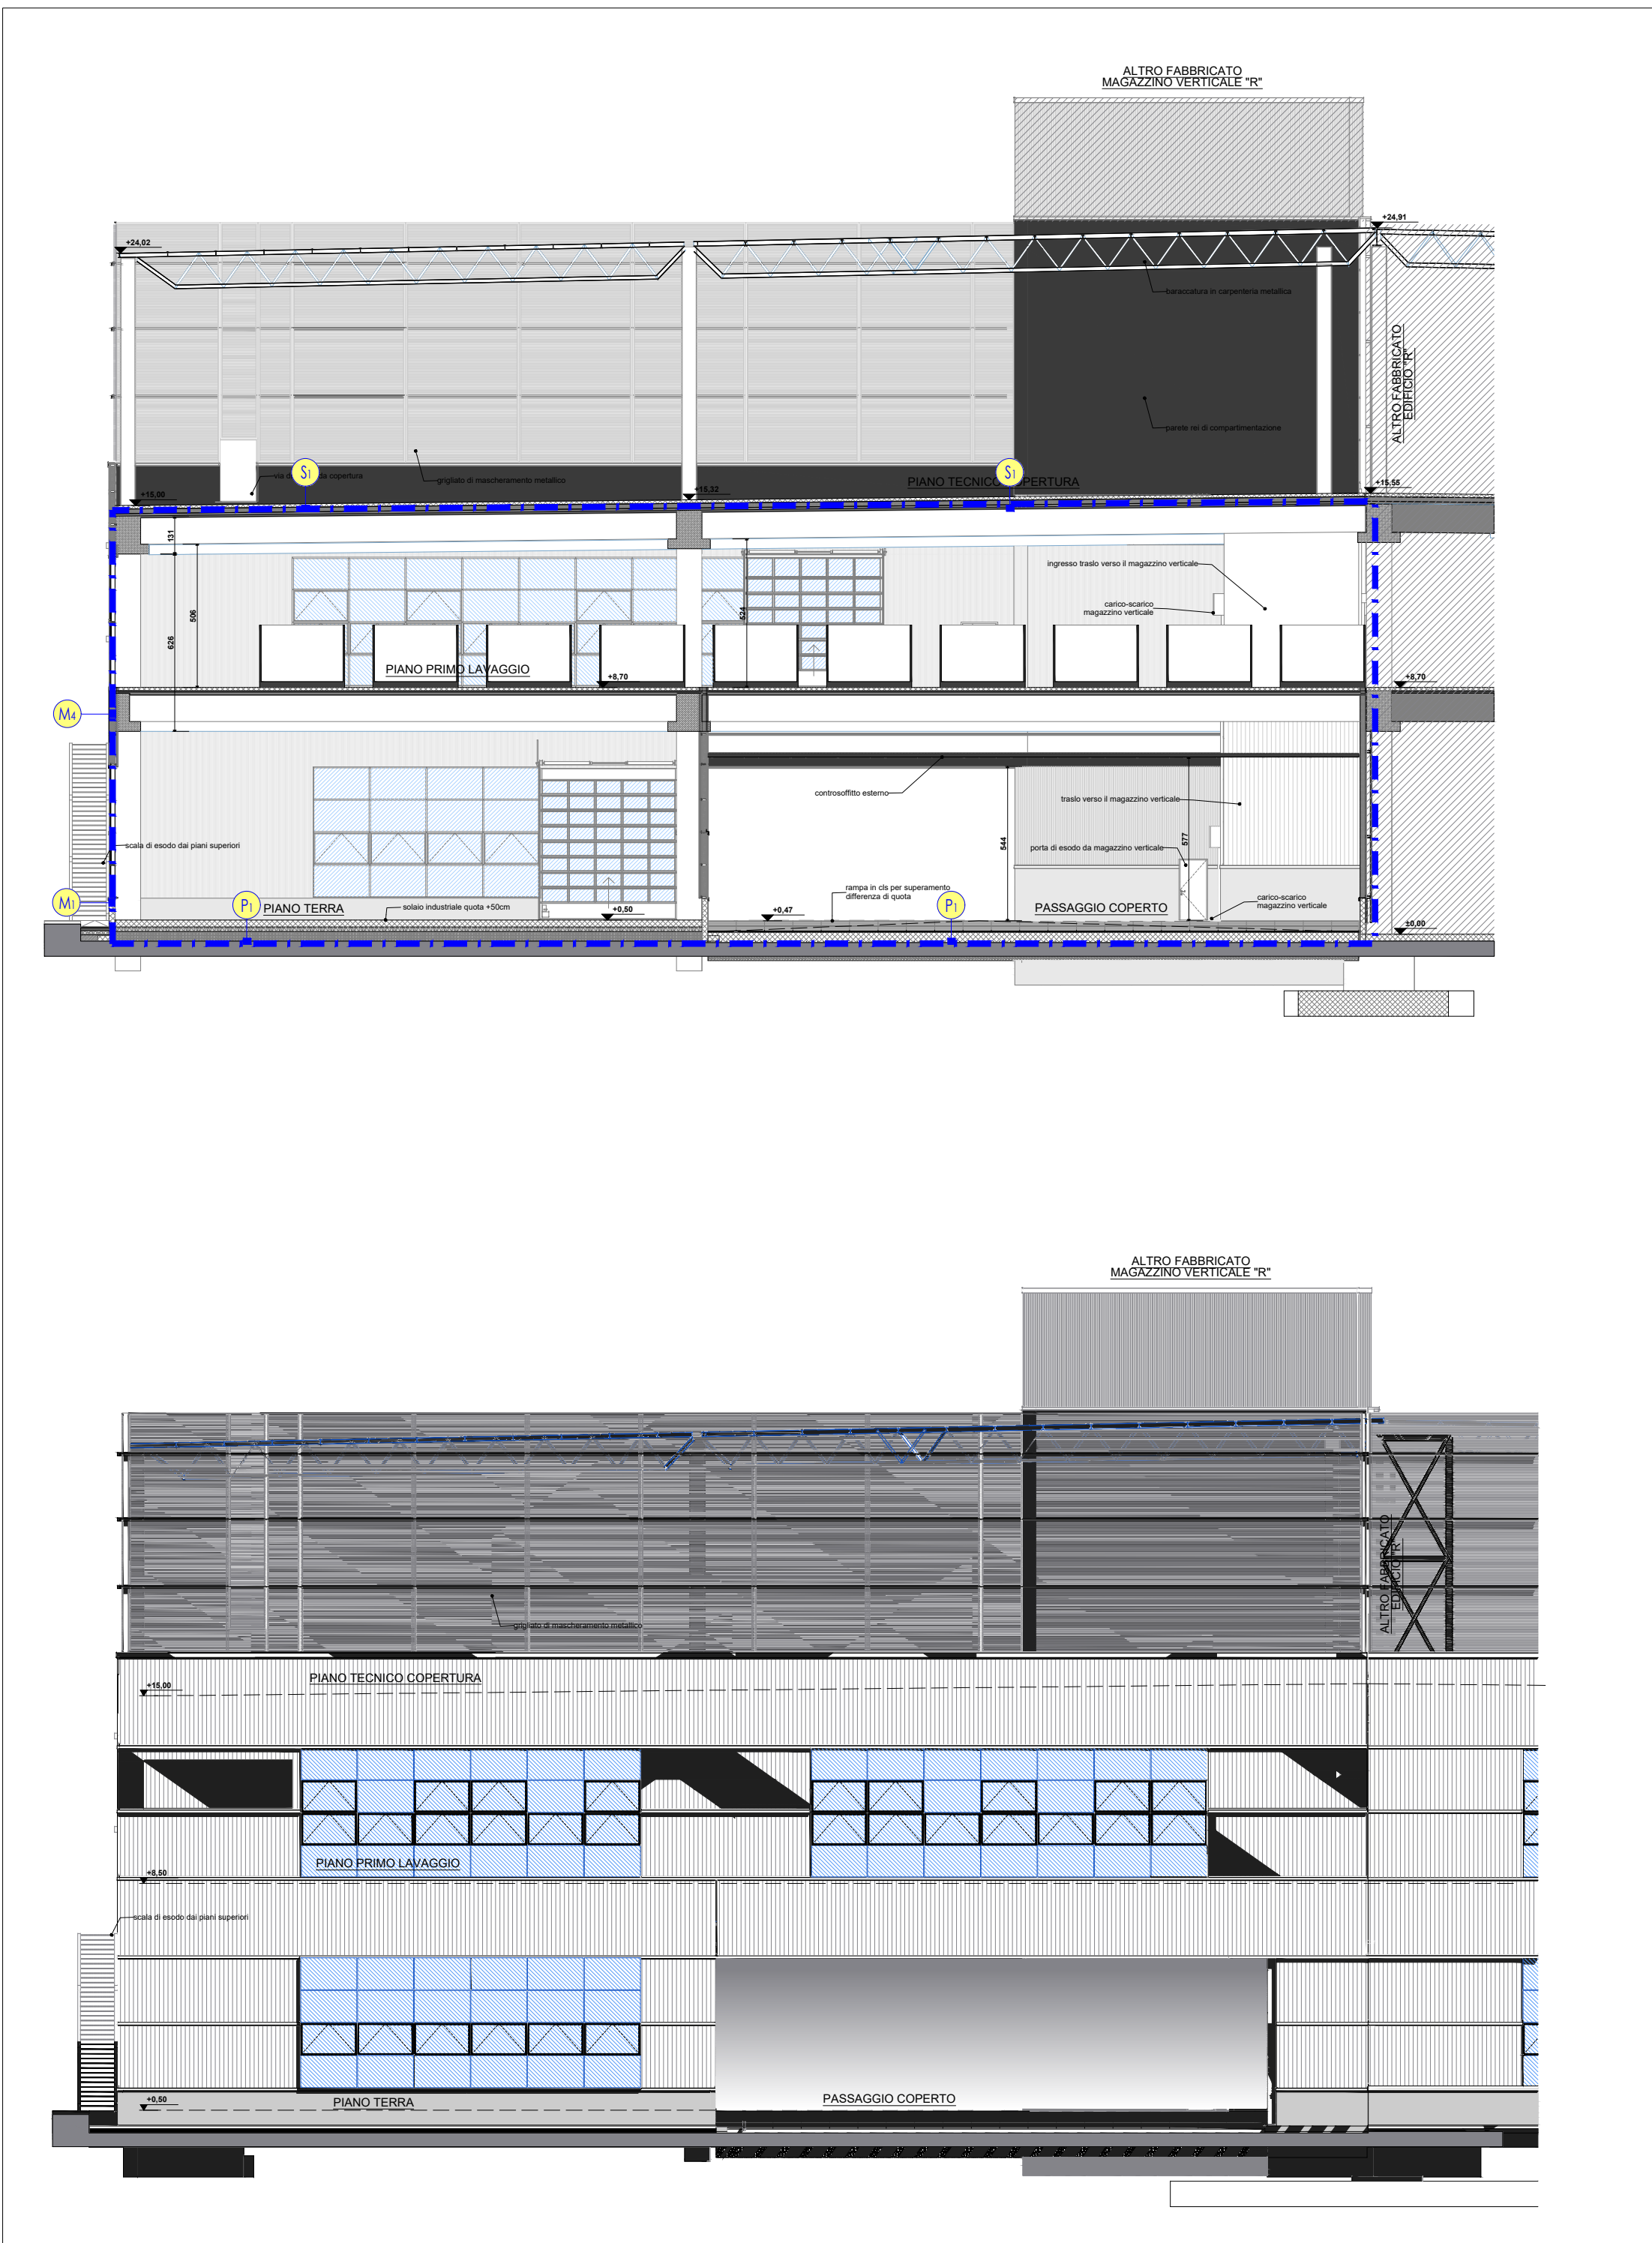 ALTRO FABBRICATO
MAGAZZINO VERTICALE "R"
+24,91
+24,02
baraccatura in carpenteria metallica
ALTRO FABBRICATO
EDIFICIO "R"
parete rei di compartimentazione
S1
S1
via d
a copertura
grigliato di mascheramento metallico
PIANO TECNICO COPERTURA
+15,00
+15,32
+15,55
131
506
626
524
ingresso traslo verso il magazzino verticale
carico-scarico
magazzino verticale
PIANO PRIMO LAVAGGIO
+8,70
+8,70
M4
controsoffitto esterno
traslo verso il magazzino verticale
544
577
scala di esodo dai piani superiori
porta di esodo da magazzino verticale
M1
P1
PIANO TERRA
solaio industriale quota +50cm
+0,50
rampa in cls per superamento
differenza di quota
+0,47
P1
PASSAGGIO COPERTO
carico-scarico
magazzino verticale
±0,00
ALTRO FABBRICATO
MAGAZZINO VERTICALE "R"
ALTRO FABBRICATO
EDIFICIO "R"
grigliato di mascheramento metallico
PIANO TECNICO COPERTURA
+15,00
PIANO PRIMO LAVAGGIO
+8,50
scala di esodo dai piani superiori
+0,50
PIANO TERRA
PASSAGGIO COPERTO